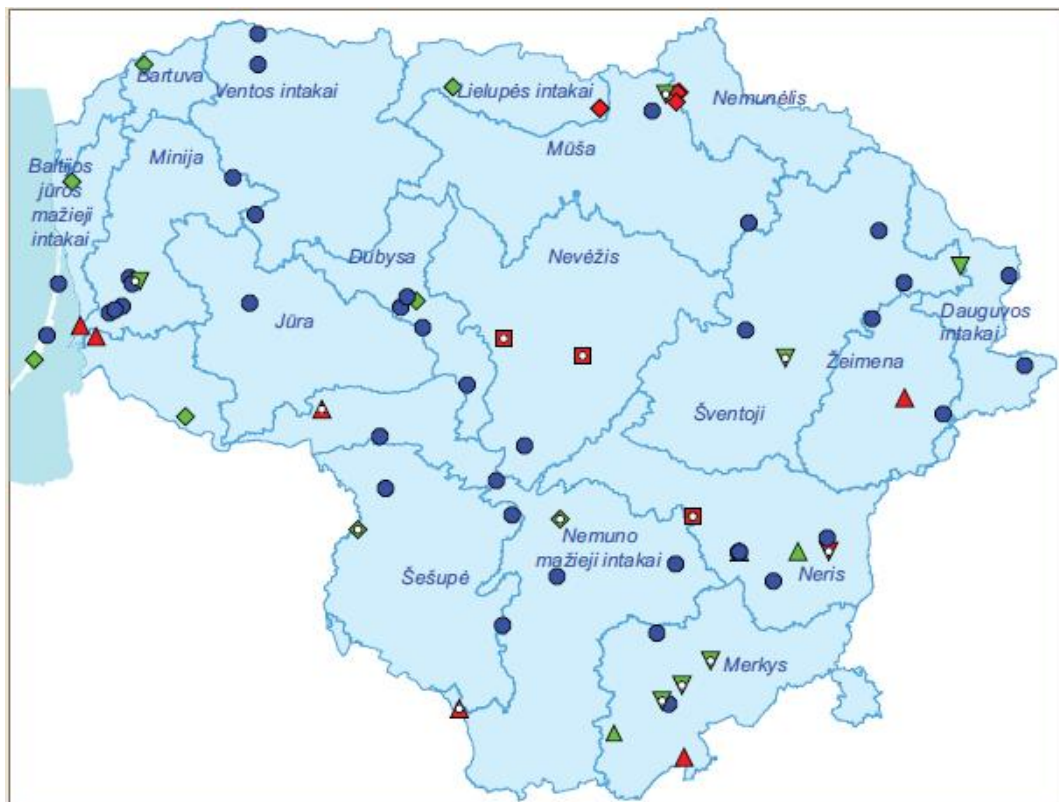 Bartuva
Ventos intakai
Lielupės intakai
Nemunėlis
Mūša
Minija
Baltijos
jūros
mažieji
intakai
Dubysa
Nevėžis
Jūra
Dauguvos
intakai
Žeimena
Šventoji
Nemuno
mažieji intakai
Šešupė
Neris
Merkys